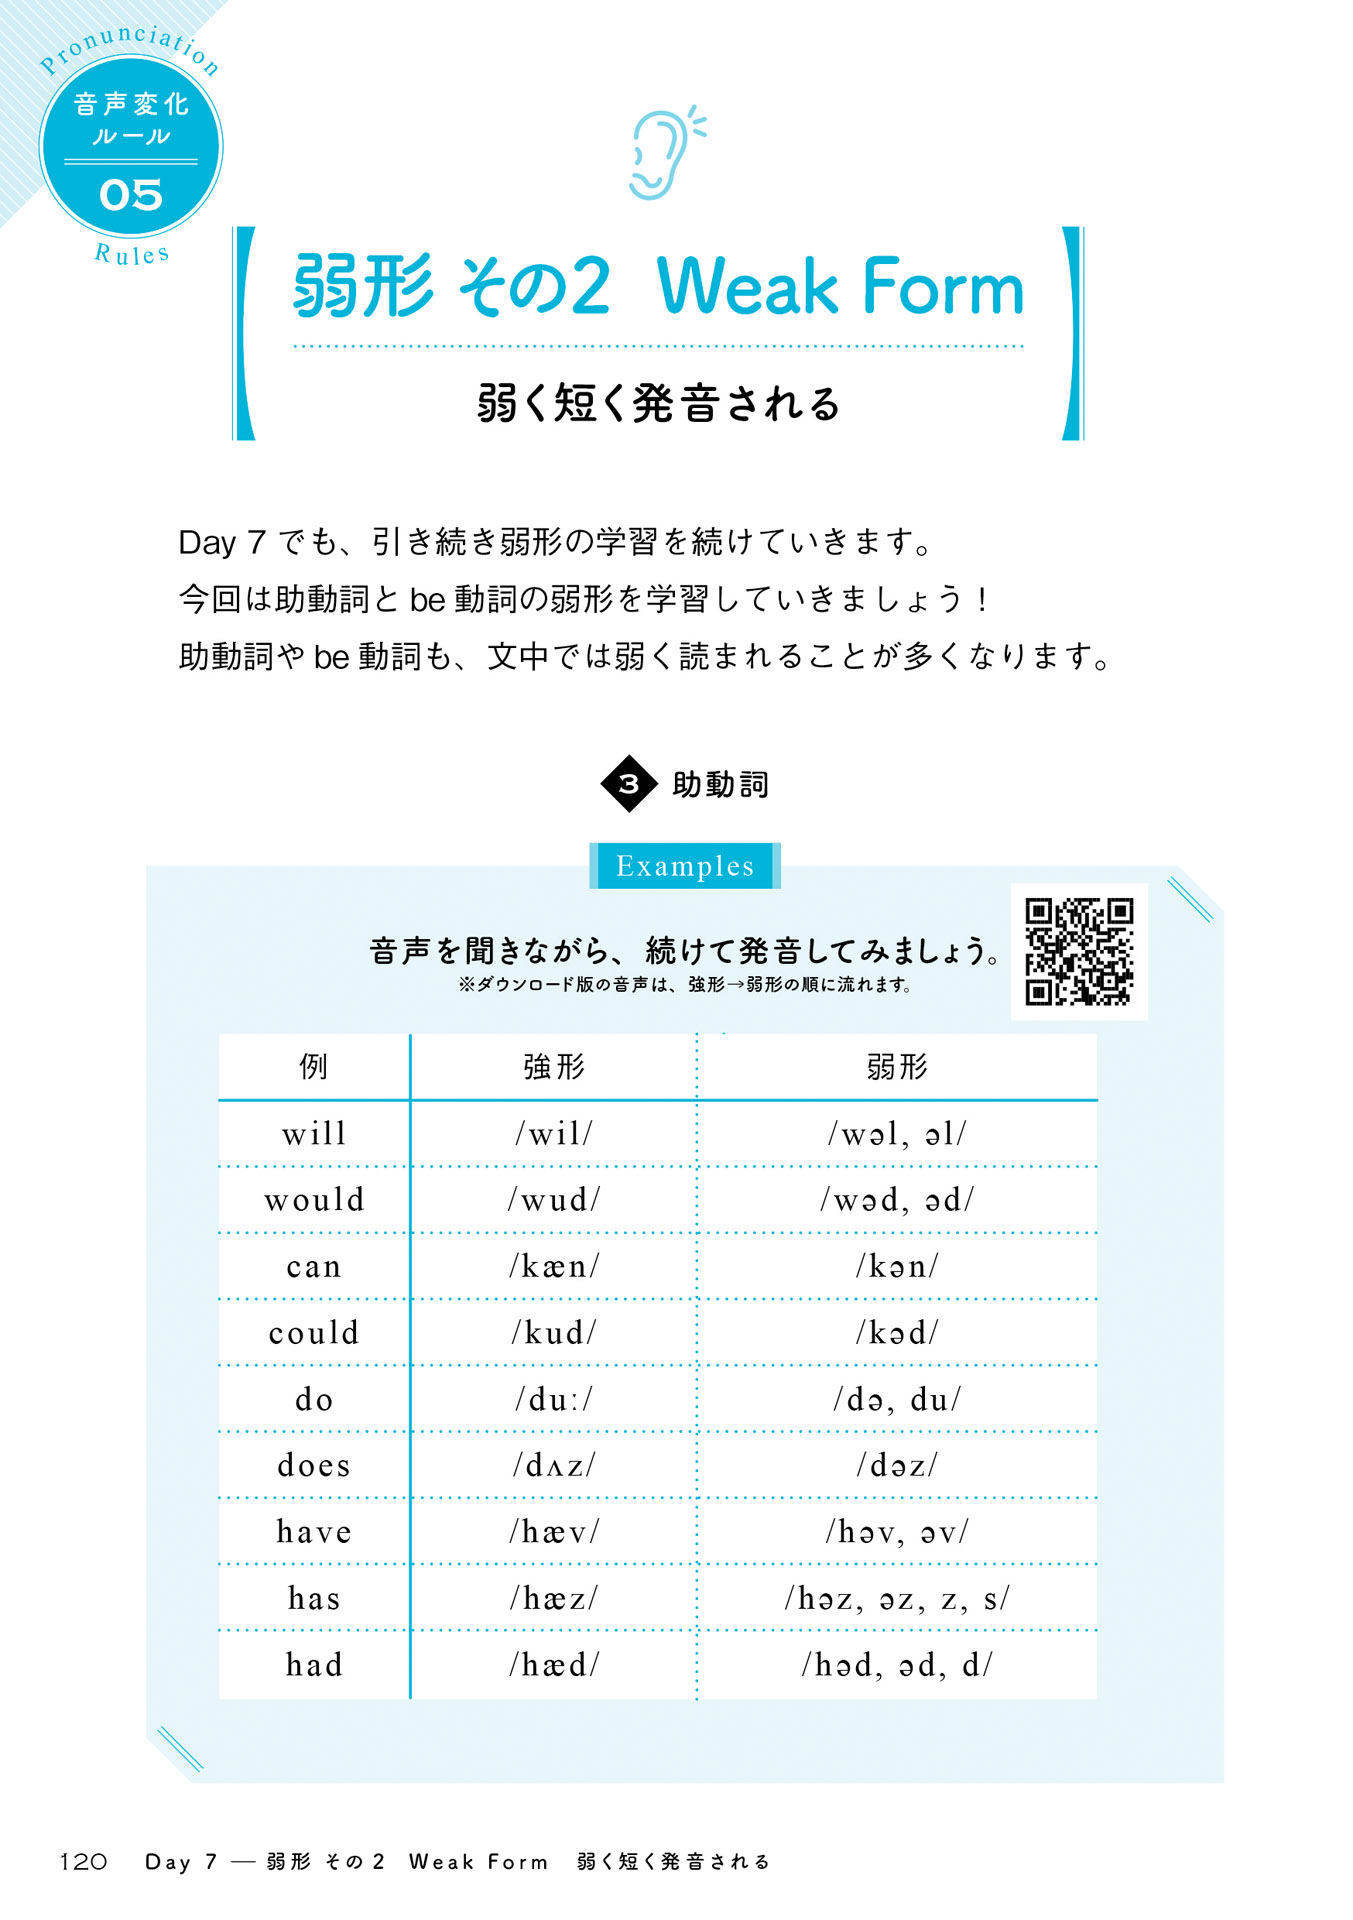 Pronunciation
音声変化
ルール
05
Rules
弱形 その2 Weak Form
弱く短く発音される
Day 7 でも、引き続き弱形の学習を続けていきます。
今回は助動詞と be 動詞の弱形を学習していきましょう！
助動詞や be 動詞も、文中では弱く読まれることが多くなります。
3 助動詞
Examples
音声を聞きながら、続けて発音してみましょう。
※ダウンロード版の音声は、強形→弱形の順に流れます。
例 強形 弱形
will /wil/ /wəl, əl/
would /wud/ /wəd, əd/
can /kæn/ /kən/
could /kud/ /kəd/
do /duː/ /də, du/
does /dʌz/ /dəz/
have /hæv/ /həv, əv/
has /hæz/ /həz, əz, z, s/
had /hæd/ /həd, əd, d/
120 Day 7 ― 弱形 その2 Weak Form 弱く短く発音される